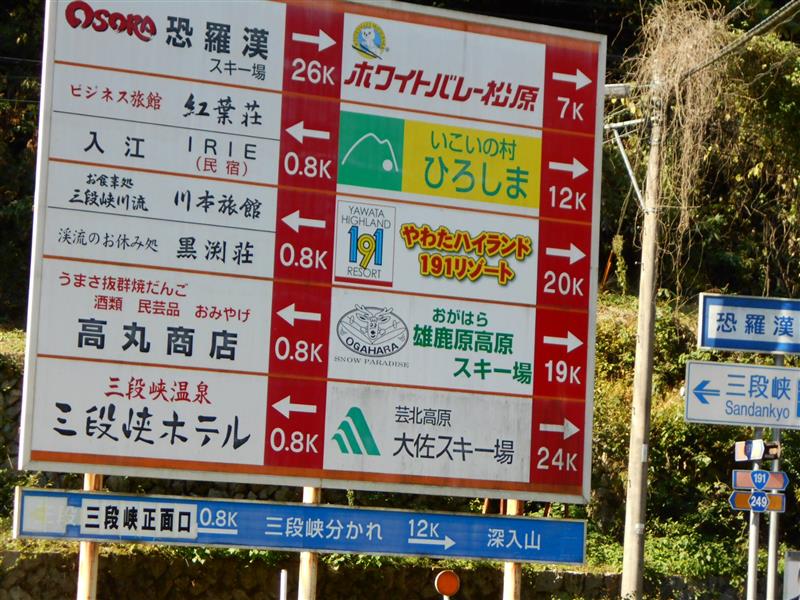 OSORA 恐羅漢
スキー場
→
26K
ビジネス旅館 紅葉荘
入江 IRIE
(民宿)
←
0.8K
お食事処
三段峡川流 川本旅館
渓流のお休み処 黒渕荘
←
0.8K
うまさ抜群焼だんご
酒類 民芸品 おみやげ
高丸商店
←
0.8K
三段峡温泉
三段峡ホテル
←
0.8K
ホワイトバレー松原
→
7K
いこいの村
ひろしま
→
12K
YAWATA
HIGHLAND
191
RESORT
やわたハイランド
191リゾート
→
20K
OGAHARA
SNOW PARADISE
おがはら
雄鹿原高原
スキー場
→
19K
芸北高原
大佐スキー場
→
24K
三段峡正面口 0.8K ← 三段峡分かれ 12K → 深入山
恐羅漢
← 三段峡
Sandankyo
191
249